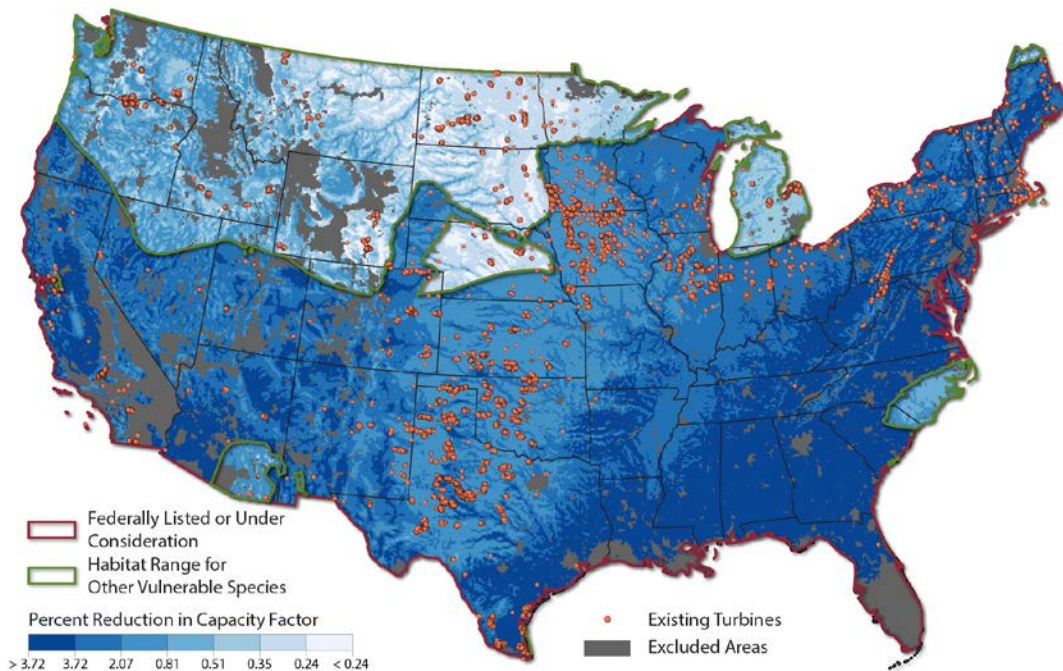 Federally Listed or Under
Consideration
Habitat Range for
Other Vulnerable Species
Percent Reduction in Capacity Factor
> 3.72 3.72 2.07 0.81 0.51 0.35 0.24 < 0.24
Existing Turbines
Excluded Areas